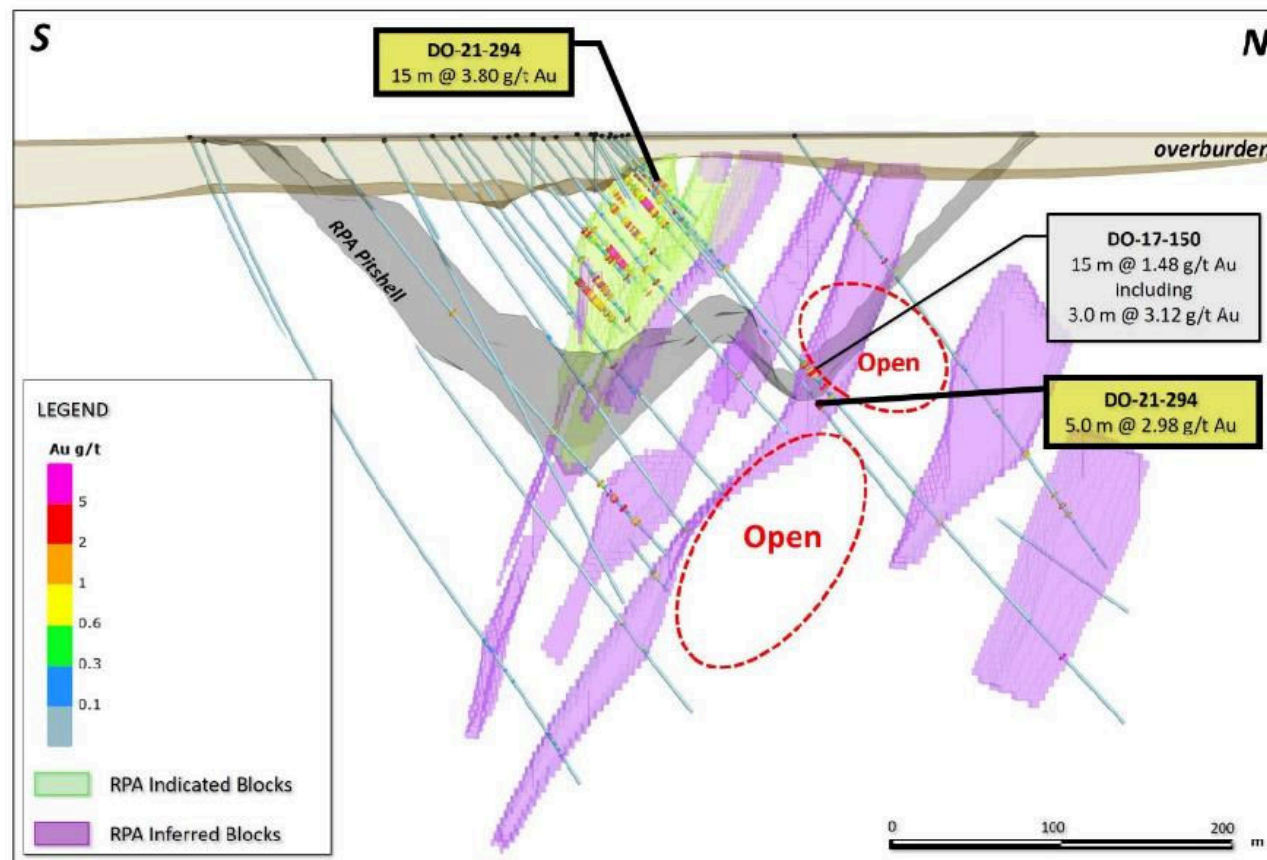 S
N
DO-21-294
15 m @ 3.80 g/t Au
overburden
RPA Pitshell
DO-17-150
15 m @ 1.48 g/t Au
including
3.0 m @ 3.12 g/t Au
Open
DO-21-294
5.0 m @ 2.98 g/t Au
Open
LEGEND
Au g/t
5
2
1
0.6
0.3
0.1
RPA Indicated Blocks
RPA Inferred Blocks
0 100 200
m